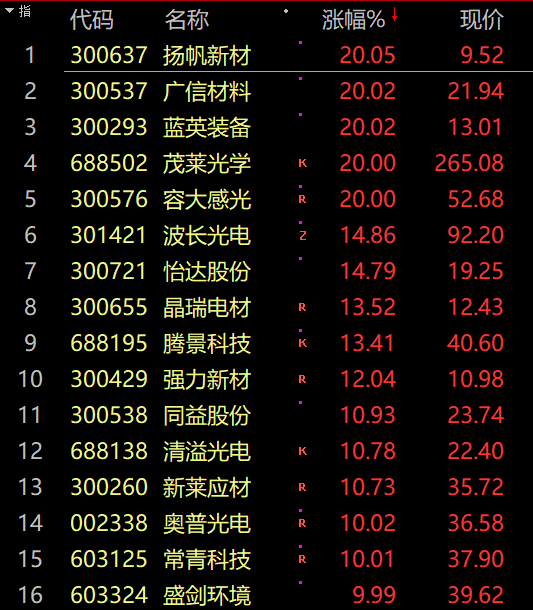 指 代码 名称 涨幅%↓ 现价
1 300637 扬帆新材 20.05 9.52
2 300537 广信材料 20.02 21.94
3 300293 蓝英装备 20.02 13.01
4 688502 茂莱光学 K 20.00 265.08
5 300576 容大感光 R 20.00 52.68
6 301421 波长光电 Z 14.86 92.20
7 300721 怡达股份 14.79 19.25
8 300655 晶瑞电材 R 13.52 12.43
9 688195 腾景科技 K 13.41 40.60
10 300429 强力新材 R 12.04 10.98
11 300538 同益股份 10.93 23.74
12 688138 清溢光电 K 10.78 22.40
13 300260 新莱应材 R 10.73 35.72
14 002338 奥普光电 R 10.02 36.58
15 603125 常青科技 R 10.01 37.90
16 603324 盛剑环境 9.99 39.62